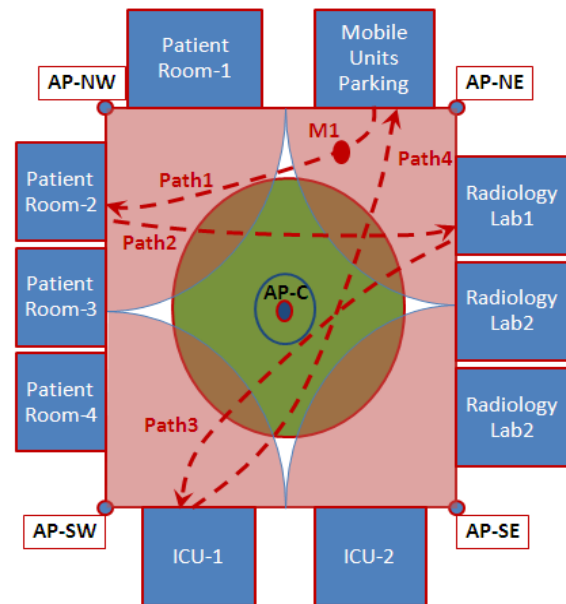 Patient
Room-1
Mobile
Units
Parking
AP-NW
AP-NE
M1
Path4
Path1
Patient
Room-2
Radiology
Lab1
Path2
Patient
Room-3
AP-C
Radiology
Lab2
Patient
Room-4
Radiology
Lab2
Path3
AP-SW
AP-SE
ICU-1
ICU-2